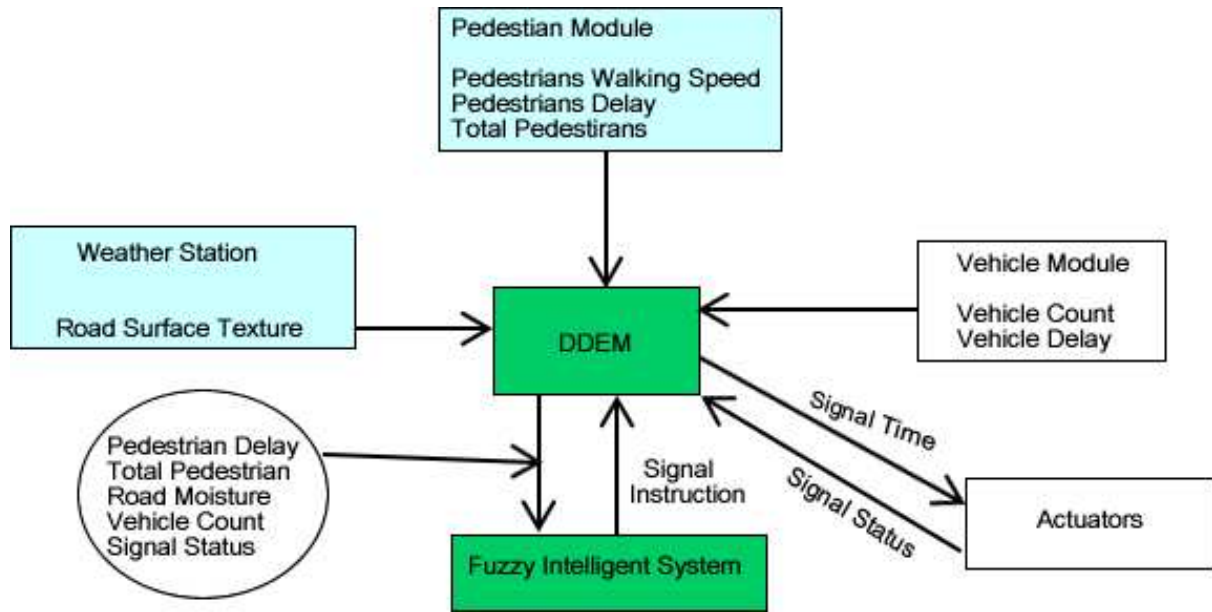 Pedestian Module
Pedestrians Walking Speed
Pedestrians Delay
Total Pedestirans
Weather Station
Road Surface Texture
Vehicle Module
Vehicle Count
Vehicle Delay
DDEM
Signal Time
Signal Status
Pedestrian Delay
Total Pedestrian
Road Moisture
Vehicle Count
Signal Status
Signal
Instruction
Actuators
Fuzzy Intelligent System